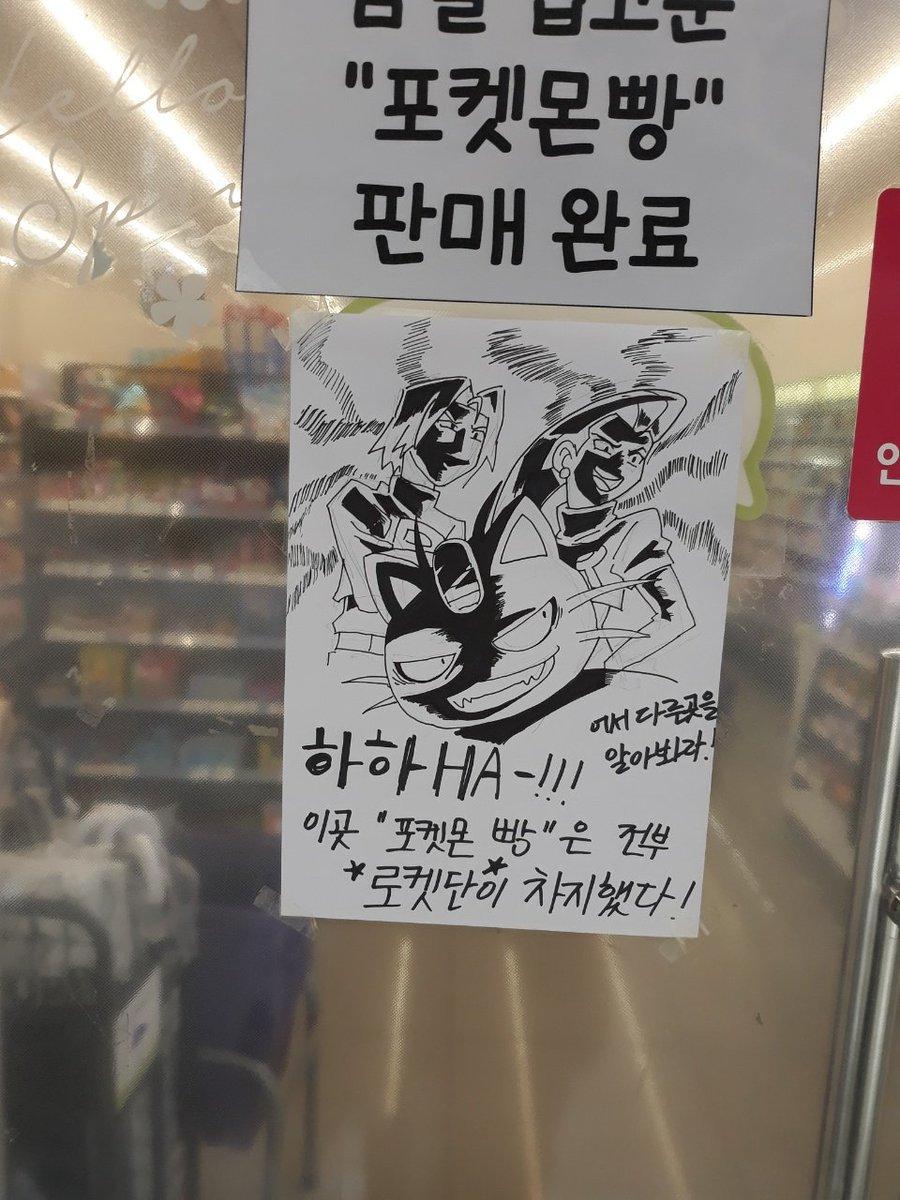 "포켓몬빵"
판매 완료
Hello
어서 다른곳을
알아봐라!
하하 HA-!!!
이곳 "포켓몬 빵"은 전부
*로켓단*이 차지했다!